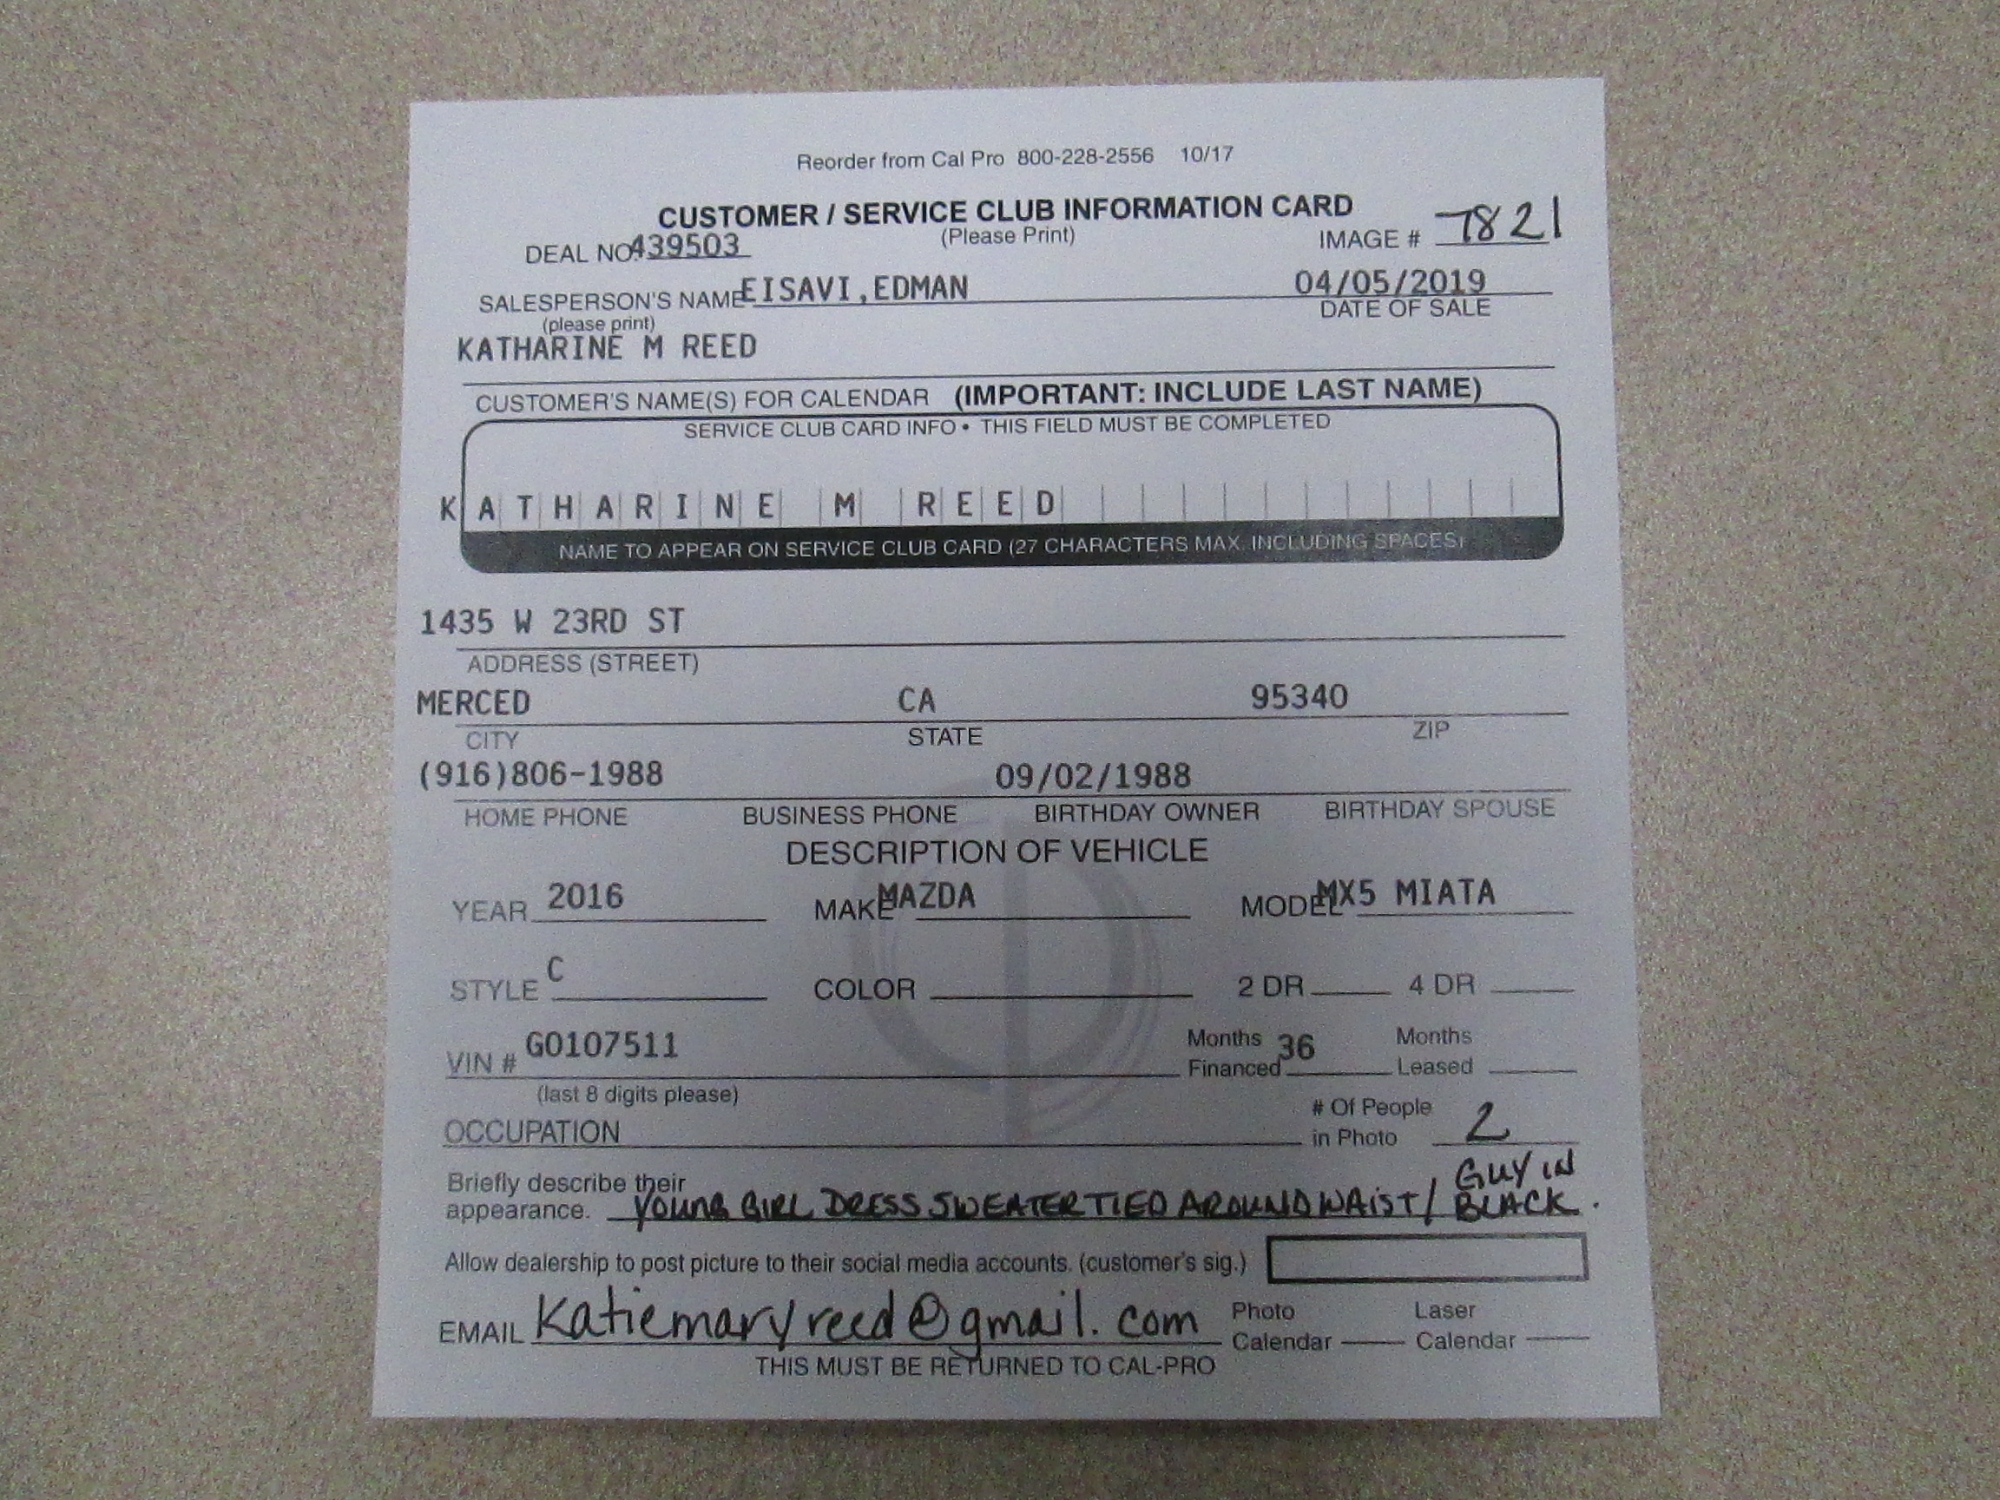 Reorder from Cal Pro 800-228-2556 10/17
CUSTOMER / SERVICE CLUB INFORMATION CARD
(Please Print)
DEAL NO. 439503
IMAGE # 7821
SALESPERSON'S NAME EISAVI,EDMAN 04/05/2019
(please print) DATE OF SALE
KATHARINE M REED
CUSTOMER'S NAME(S) FOR CALENDAR (IMPORTANT: INCLUDE LAST NAME)
SERVICE CLUB CARD INFO • THIS FIELD MUST BE COMPLETED
KATHARINE M REED
NAME TO APPEAR ON SERVICE CLUB CARD (27 CHARACTERS MAX. INCLUDING SPACES)
1435 W 23RD ST
ADDRESS (STREET)
MERCED CA 95340
CITY STATE ZIP
(916)806-1988 09/02/1988
HOME PHONE BUSINESS PHONE BIRTHDAY OWNER BIRTHDAY SPOUSE
DESCRIPTION OF VEHICLE
YEAR 2016 MAKE MAZDA MODEL MX5 MIATA
STYLE C COLOR 2 DR 4 DR
VIN # G0107511 Months Financed 36 Months Leased
(last 8 digits please)
OCCUPATION # Of People in Photo 2
Briefly describe their appearance. YOUNG GIRL DRESS SWEATER TIED AROUND WAIST / GUY IN BLACK.
Allow dealership to post picture to their social media accounts. (customer's sig.)
EMAIL katiemaryreed@gmail.com Photo Calendar Laser Calendar
THIS MUST BE RETURNED TO CAL-PRO